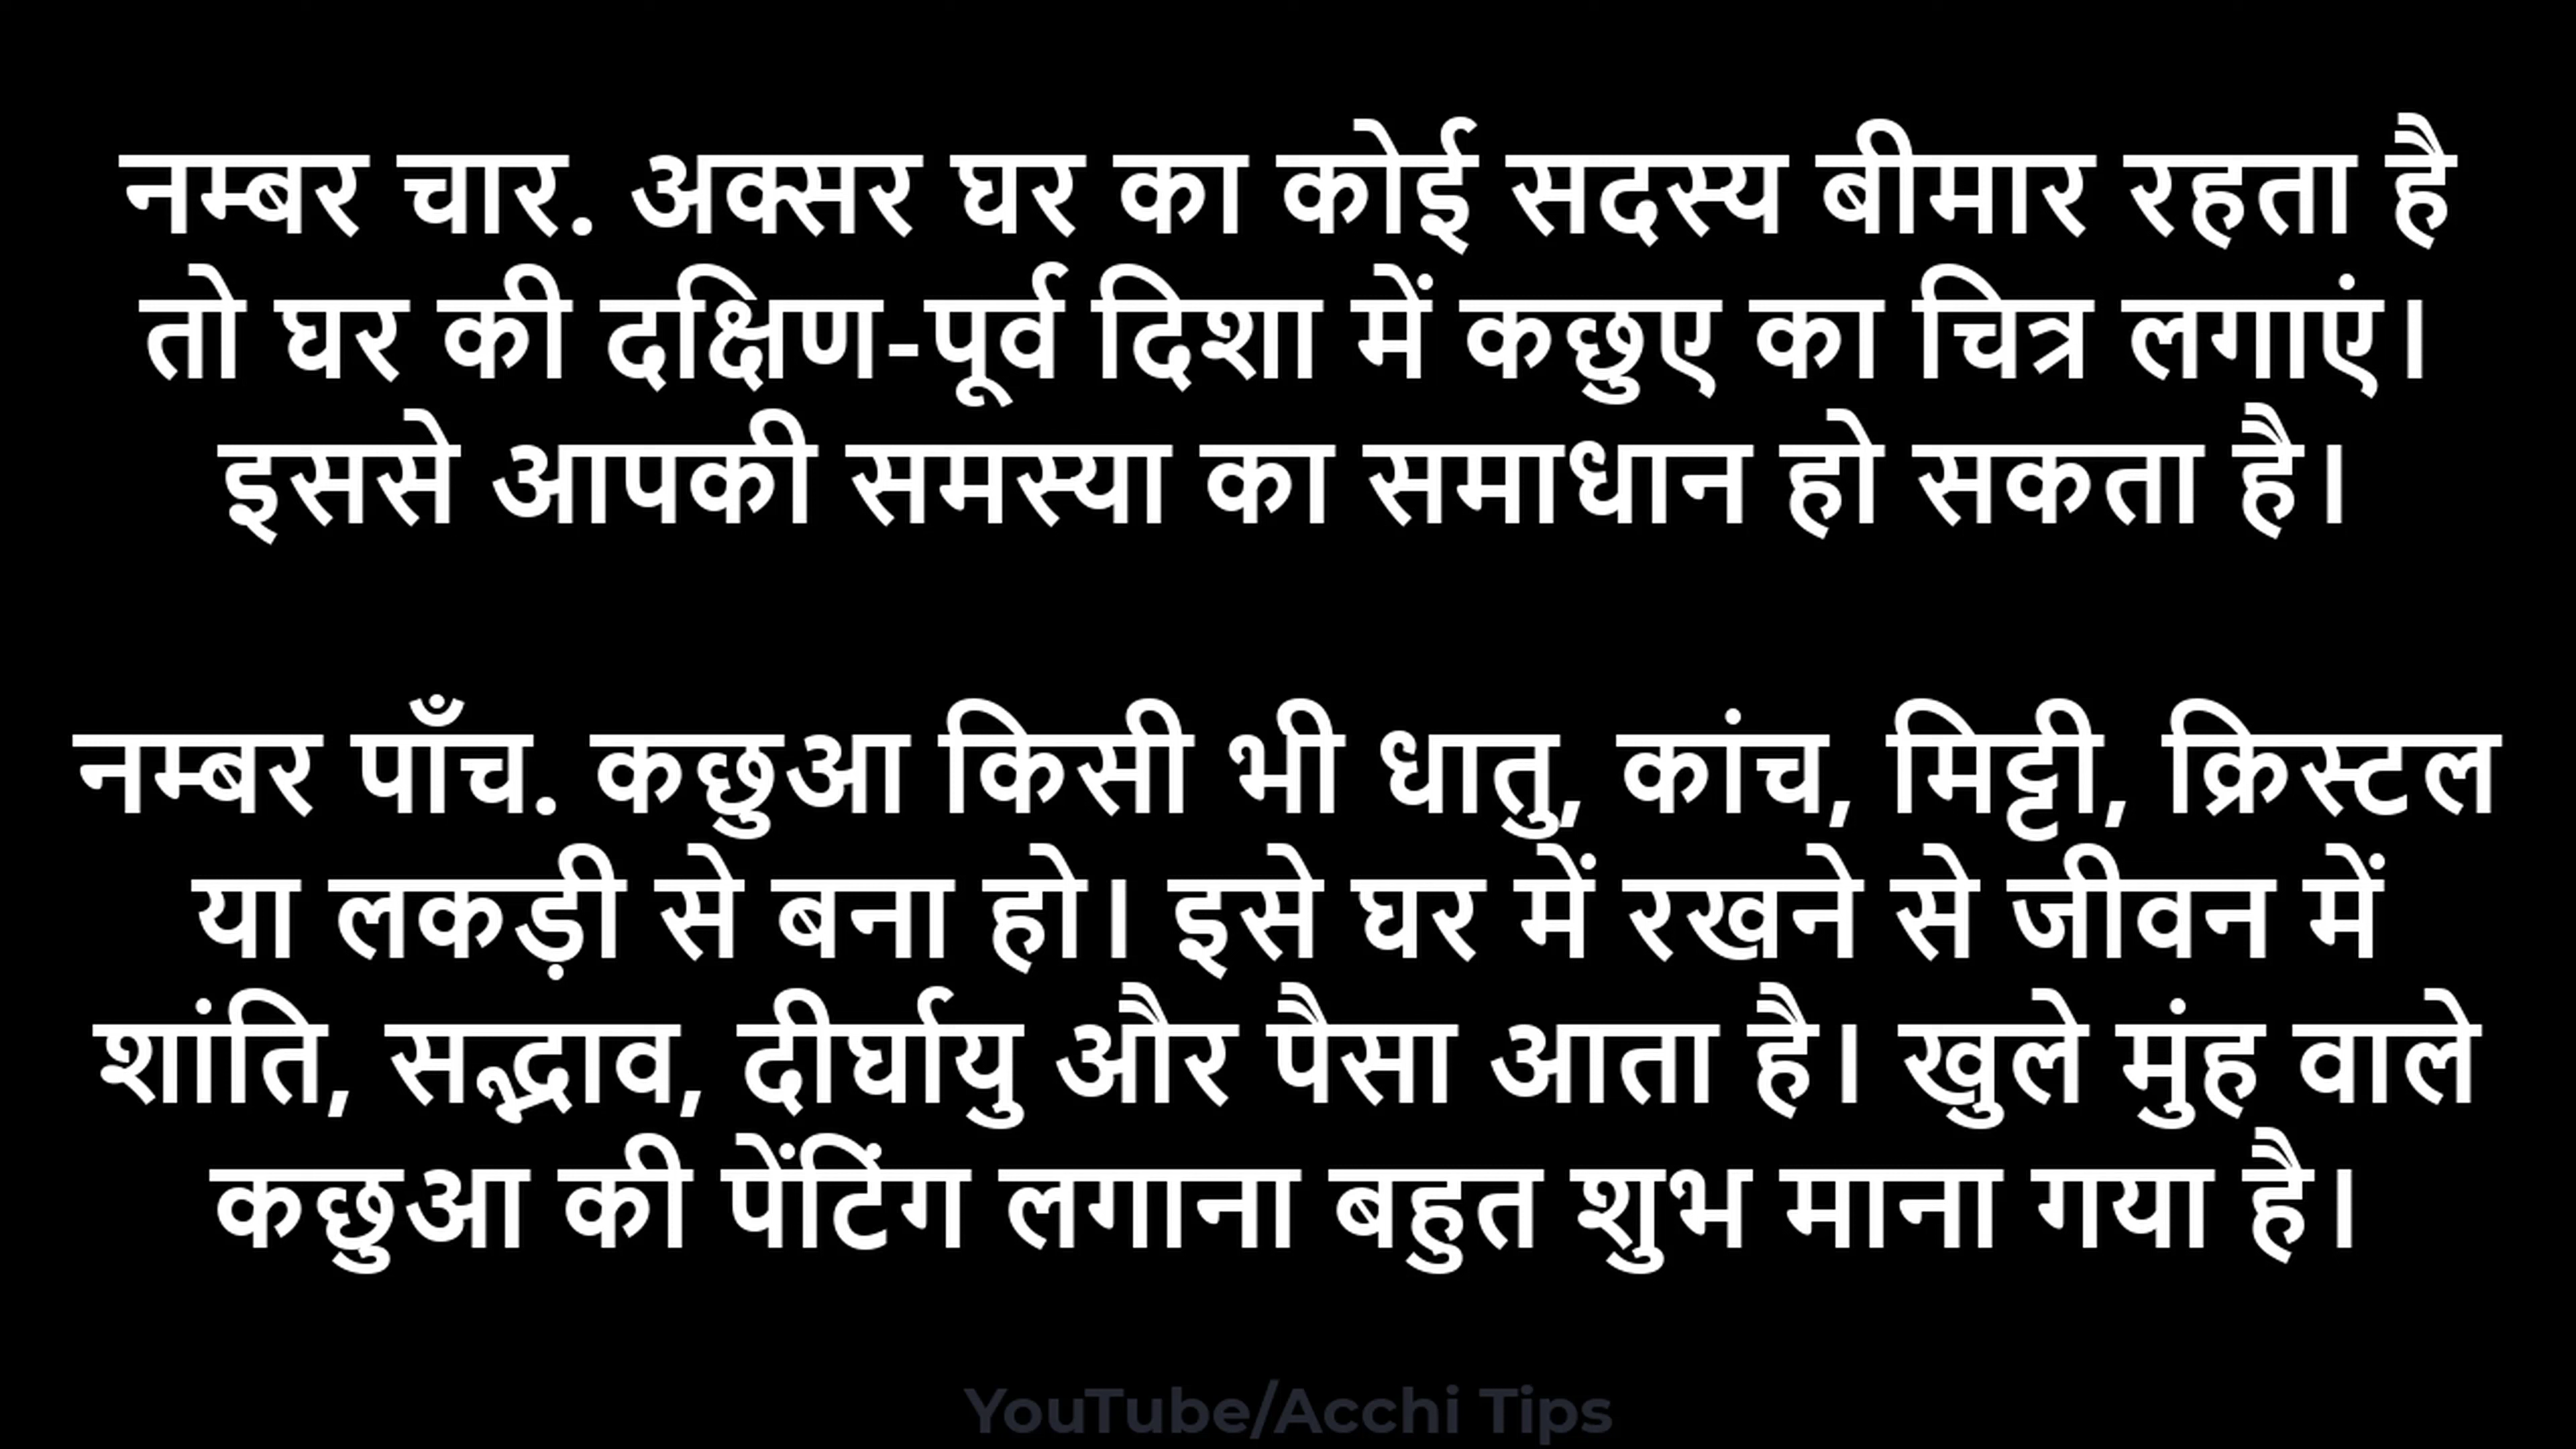 नम्बर चार. अक्सर घर का कोई सदस्य बीमार रहता है
तो घर की दक्षिण-पूर्व दिशा में कछुए का चित्र लगाएं।
इससे आपकी समस्या का समाधान हो सकता है।
नम्बर पाँच. कछुआ किसी भी धातु, कांच, मिट्टी, क्रिस्टल
या लकड़ी से बना हो। इसे घर में रखने से जीवन में
शांति, सद्भाव, दीर्घायु और पैसा आता है। खुले मुंह वाले
कछुआ की पेंटिंग लगाना बहुत शुभ माना गया है।
YouTube/Acchi Tips